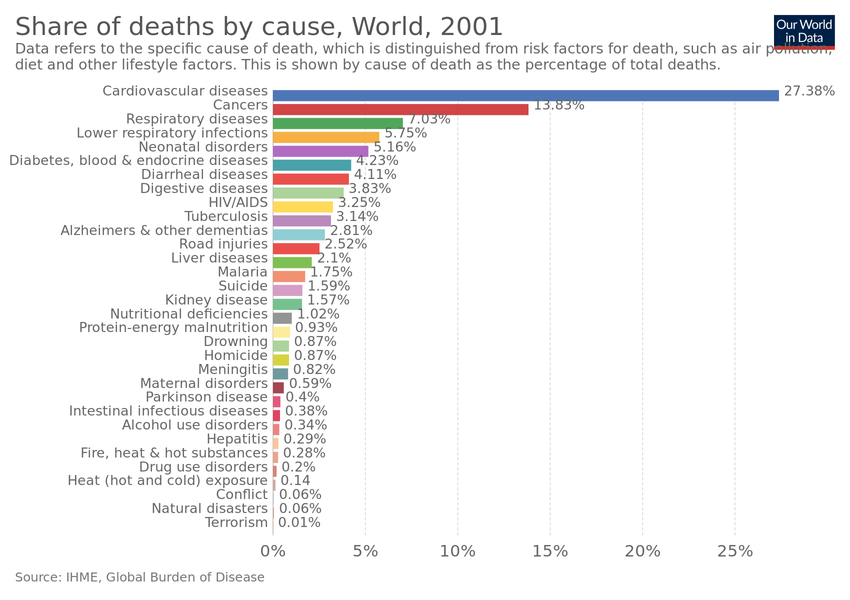 Share of deaths by cause, World, 2001
Our World
in Data
Data refers to the specific cause of death, which is distinguished from risk factors for death, such as air pollution,
diet and other lifestyle factors. This is shown by cause of death as the percentage of total deaths.
Cardiovascular diseases 27.38%
Cancers 13.83%
Respiratory diseases 7.03%
Lower respiratory infections 5.75%
Neonatal disorders 5.16%
Diabetes, blood & endocrine diseases 4.23%
Diarrheal diseases 4.11%
Digestive diseases 3.83%
HIV/AIDS 3.25%
Tuberculosis 3.14%
Alzheimers & other dementias 2.81%
Road injuries 2.52%
Liver diseases 2.1%
Malaria 1.75%
Suicide 1.59%
Kidney disease 1.57%
Nutritional deficiencies 1.02%
Protein-energy malnutrition 0.93%
Drowning 0.87%
Homicide 0.87%
Meningitis 0.82%
Maternal disorders 0.59%
Parkinson disease 0.4%
Intestinal infectious diseases 0.38%
Alcohol use disorders 0.34%
Hepatitis 0.29%
Fire, heat & hot substances 0.28%
Drug use disorders 0.2%
Heat (hot and cold) exposure 0.14
Conflict 0.06%
Natural disasters 0.06%
Terrorism 0.01%
0% 5% 10% 15% 20% 25%
Source: IHME, Global Burden of Disease